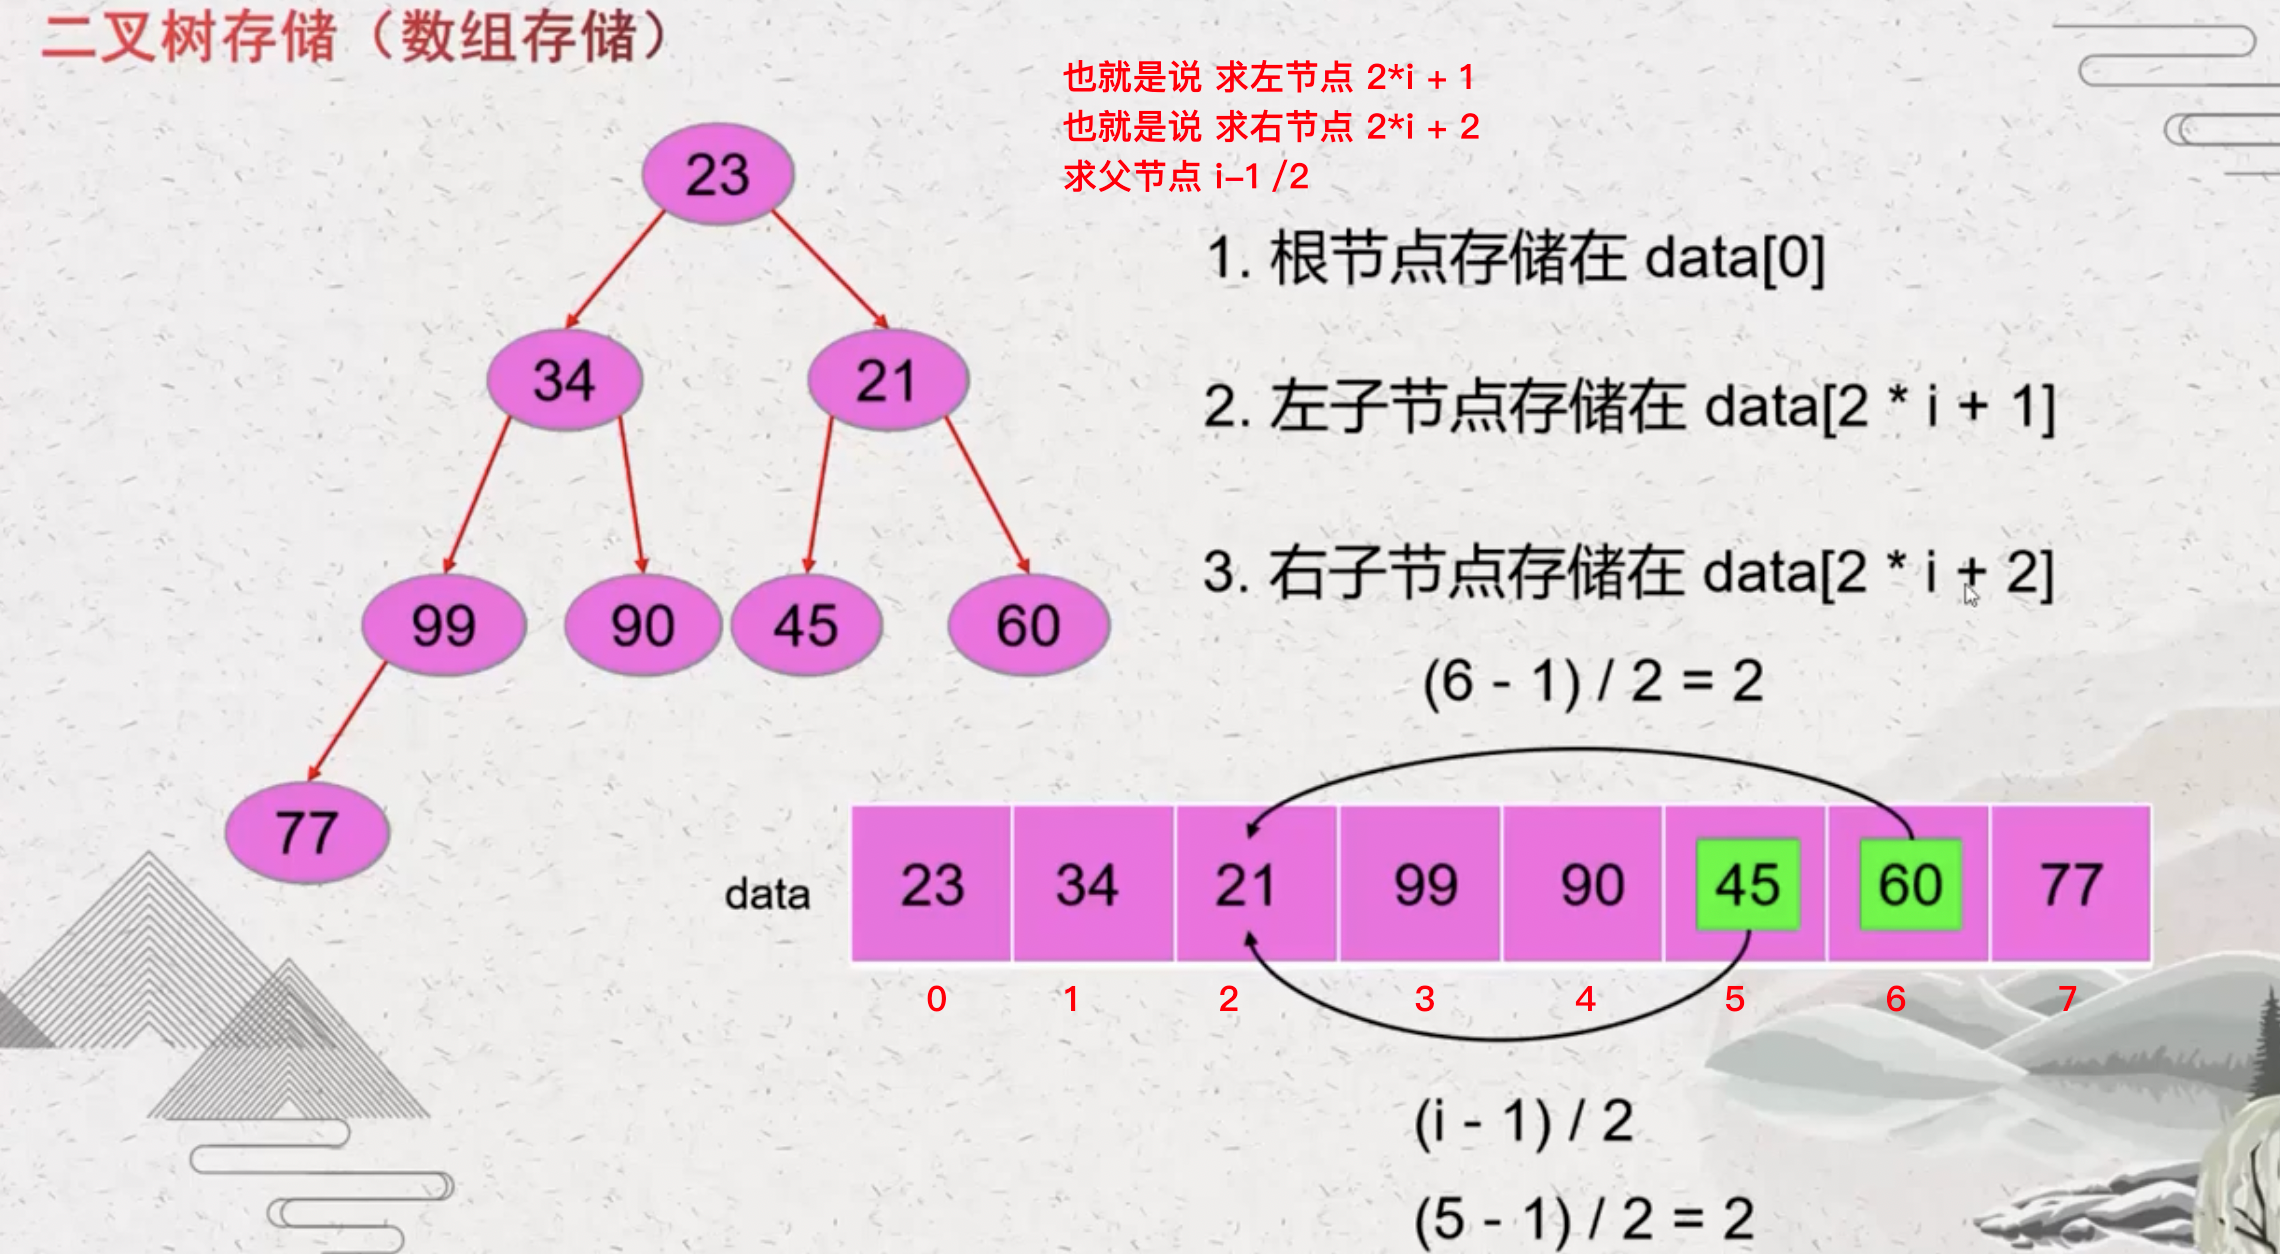 二叉树存储（数组存储）
也就是说 求左节点 2*i + 1
也就是说 求右节点 2*i + 2
求父节点 i-1 /2
23
1. 根节点存储在 data[0]
34 21
2. 左子节点存储在 data[2 * i + 1]
3. 右子节点存储在 data[2 * i + 2]
99 90 45 60
(6 - 1) / 2 = 2
77
data 23 34 21 99 90 45 60 77
0 1 2 3 4 5 6 7
(i - 1) / 2
(5 - 1) / 2 = 2